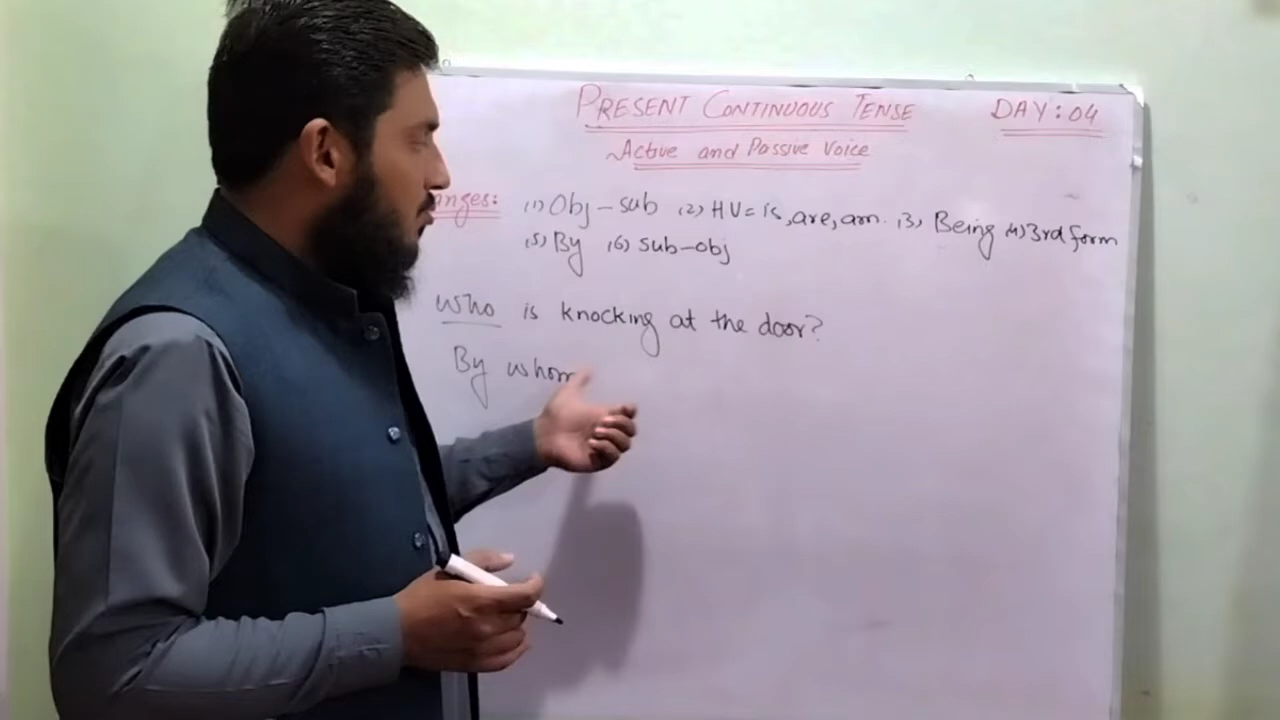 PRESENT CONTINUOUS TENSE DAY: 04
Active and Passive Voice
anges: (1) Obj - sub (2) HV = is, are, am. (3) Being (4) 3rd form
(5) By (6) sub - obj
Who is knocking at the door?
By whom